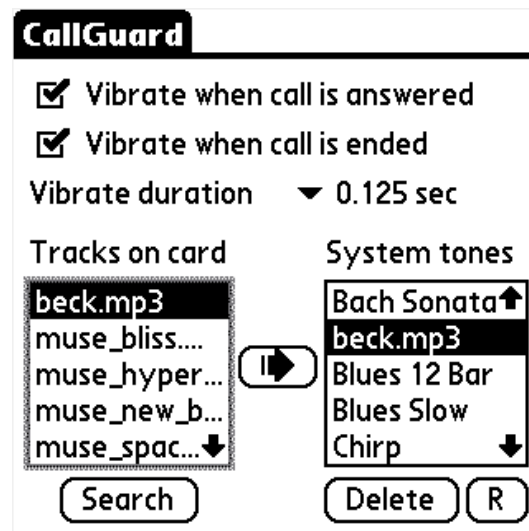 CallGuard
Vibrate when call is answered
Vibrate when call is ended
Vibrate duration 0.125 sec
Tracks on card
beck.mp3
muse_bliss....
muse_hyper...
muse_new_b...
muse_spac...
Search
System tones
Bach Sonata
beck.mp3
Blues 12 Bar
Blues Slow
Chirp
Delete
R